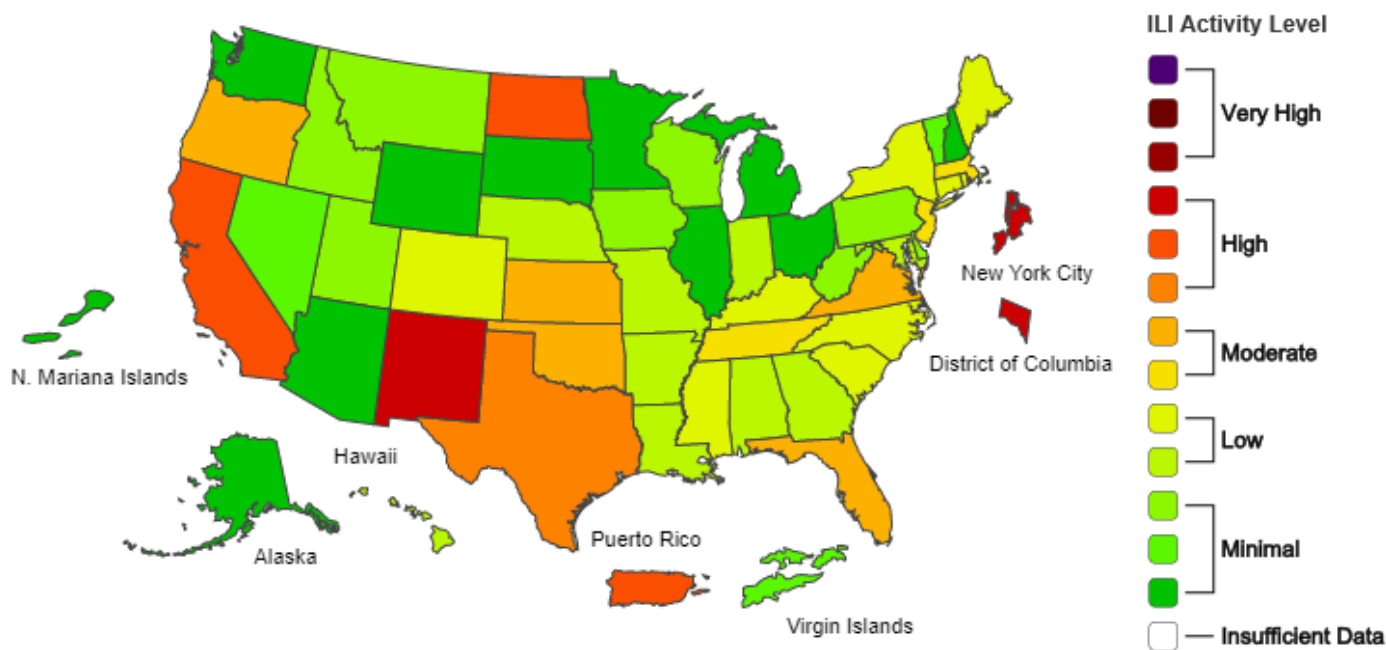 ILI Activity Level
Very High
High
New York City
District of Columbia
Moderate
N. Mariana Islands
Low
Hawaii
Puerto Rico
Alaska
Minimal
Virgin Islands
Insufficient Data